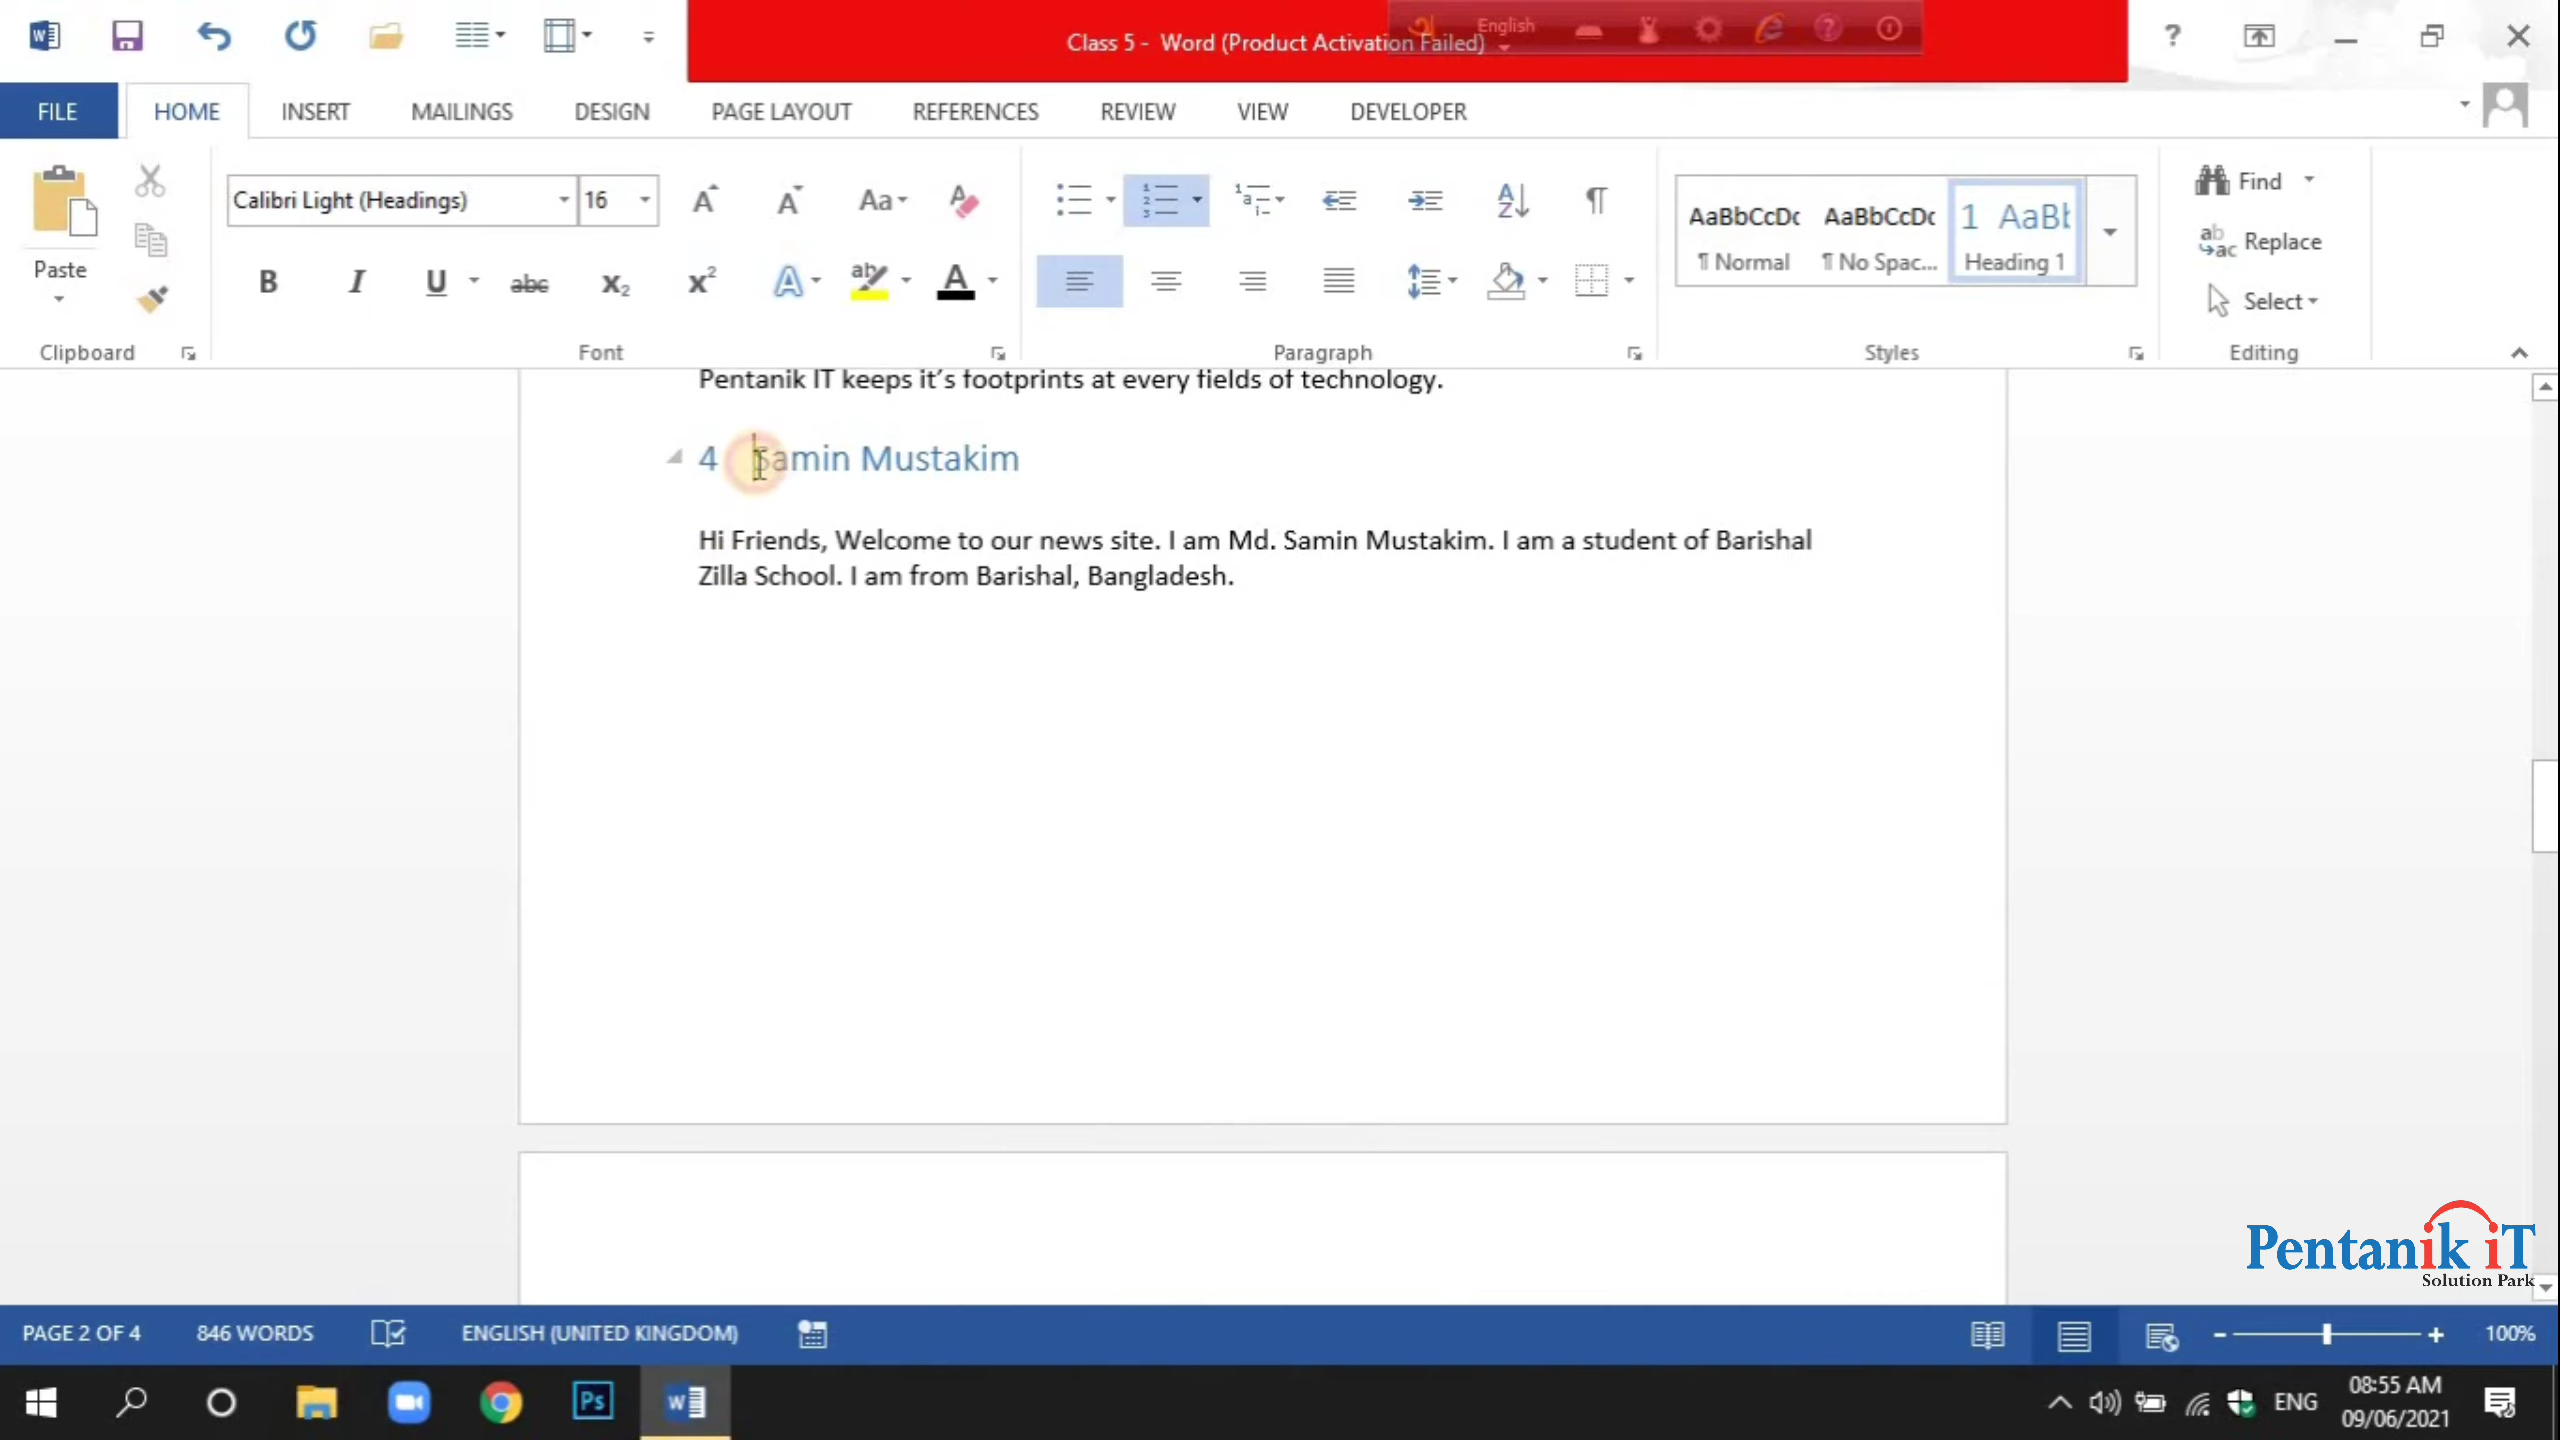 Class 5 - Word (Product Activation Failed)
English
?
FILE
HOME
INSERT
MAILINGS
DESIGN
PAGE LAYOUT
REFERENCES
REVIEW
VIEW
DEVELOPER
Paste
Clipboard
Calibri Light (Headings)
16
Font
Paragraph
AaBbCcDc
AaBbCcDc
1 AaBb
¶ Normal
¶ No Spac...
Heading 1
Styles
Find
Replace
Select
Editing
Pentanik IT keeps it’s footprints at every fields of technology.
4 Samin Mustakim
Hi Friends, Welcome to our news site. I am Md. Samin Mustakim. I am a student of Barishal
Zilla School. I am from Barishal, Bangladesh.
Pentanik iT
Solution Park
PAGE 2 OF 4
846 WORDS
ENGLISH (UNITED KINGDOM)
100%
Ps
ENG
08:55 AM
09/06/2021